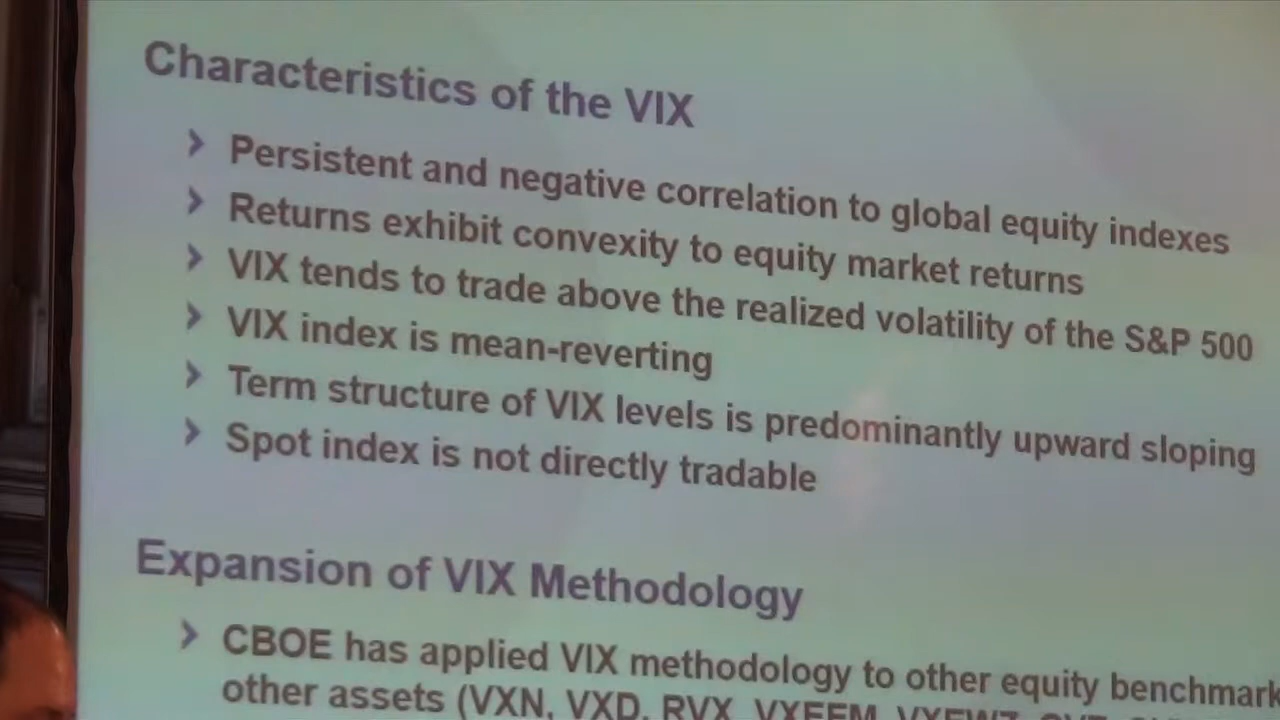 Characteristics of the VIX
Persistent and negative correlation to global equity indexes
Returns exhibit convexity to equity market returns
VIX tends to trade above the realized volatility of the S&P 500
VIX index is mean-reverting
Term structure of VIX levels is predominantly upward sloping
Spot index is not directly tradable
Expansion of VIX Methodology
CBOE has applied VIX methodology to other equity benchmark
other assets (VXN, VXD, RVX, VXEEM,